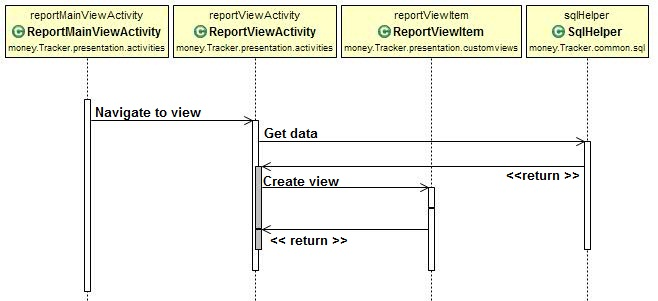 reportMainViewActivity
C ReportMainViewActivity
money.Tracker.presentation.activities
reportViewActivity
C ReportViewActivity
money.Tracker.presentation.activities
reportViewItem
C ReportViewItem
money.Tracker.presentation.customviews
sqlHelper
C SqlHelper
money.Tracker.common.sql
Navigate to view
Get data
<<return >>
Create view
<< return >>